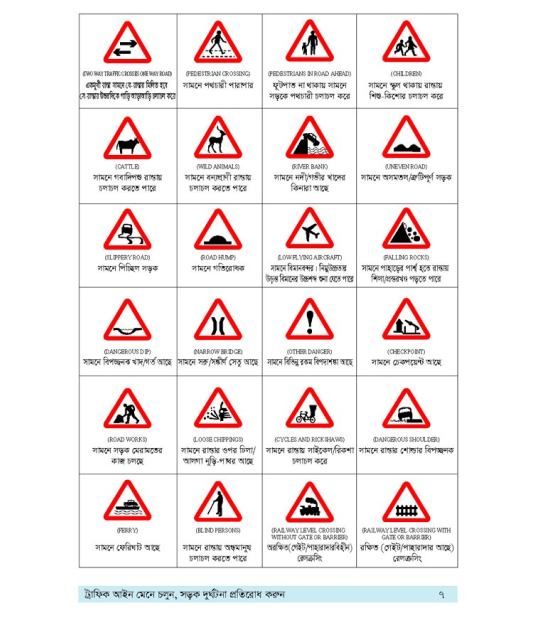 (TWO WAY TRAFFIC CROSSES ONE WAY ROAD)
একমুখী রাস্তা সামনে যে রাস্তায় মিলিত হবে
সে রাস্তার উভয়দিকে গাড়ি আড়াআড়ি চলাচল করে
(PEDESTRIAN CROSSING)
সামনে পথচারী পারাপার
(PEDESTRIANS IN ROAD AHEAD)
ফুটপাত না থাকায় সামনে
সড়কে পথচারী চলাচল করে
(CHILDREN)
সামনে স্কুল থাকায় রাস্তায়
শিশু-কিশোর চলাচল করে
(CATTLE)
সামনে গবাদিপশু রাস্তায়
চলাচল করতে পারে
(WILD ANIMALS)
সামনে বন্যপ্রাণী রাস্তায়
চলাচল করতে পারে
(RIVER BANK)
সামনে নদী/গভীর খাদের
কিনারা আছে
(UNEVEN ROAD)
সামনে অসমতল/ত্রুটিপূর্ণ সড়ক
(SLIPPERY ROAD)
সামনে পিচ্ছিল সড়ক
(ROAD HUMP)
সামনে গতিরোধক
(LOW FLYING AIRCRAFT)
সামনে বিমানবন্দর। নিম্নউচ্চতায়
উড়ন্ত বিমানের উচ্চশব্দ শুনা যেতে পারে
(FALLING ROCKS)
সামনে পাহাড়ের পার্শ্ব হতে রাস্তায়
শিলা/প্রস্তরখণ্ড পড়তে পারে
(DANGEROUS DIP)
সামনে বিপজ্জনক খাদ/গর্ত আছে
(NARROW BRIDGE)
সামনে সরু/সঙ্কীর্ণ সেতু আছে
(OTHER DANGER)
সামনে বিভিন্ন রকম বিপদাশঙ্কা আছে
(CHECKPOINT)
সামনে চেকপয়েন্ট আছে
(ROAD WORKS)
সামনে সড়ক মেরামতের
কাজ চলছে
(LOOSE CHIPPINGS)
সামনে রাস্তার ওপর ঢিলা/
আলগা নুড়ি-পাথর আছে
(CYCLES AND RICKSHAWS)
সামনে রাস্তায় সাইকেল/রিকশা
চলাচল করে
(DANGEROUS SHOULDER)
সামনে রাস্তার শোল্ডার বিপজ্জনক
(FERRY)
সামনে ফেরিঘাট আছে
(BLIND PERSONS)
সামনে রাস্তায় অন্ধমানুষ
চলাচল করতে পারে
(RAILWAY LEVEL CROSSING
WITHOUT GATE OR BARRIER)
অরক্ষিত(গেইট/পাহারাদারবিহীন)
রেলক্রসিং
(RAILWAY LEVEL CROSSING WITH
GATE OR BARRIER)
রক্ষিত (গেইট/পাহারাদার আছে)
রেলক্রসিং
ট্রাফিক আইন মেনে চলুন, সড়ক দুর্ঘটনা প্রতিরোধ করুন
৭